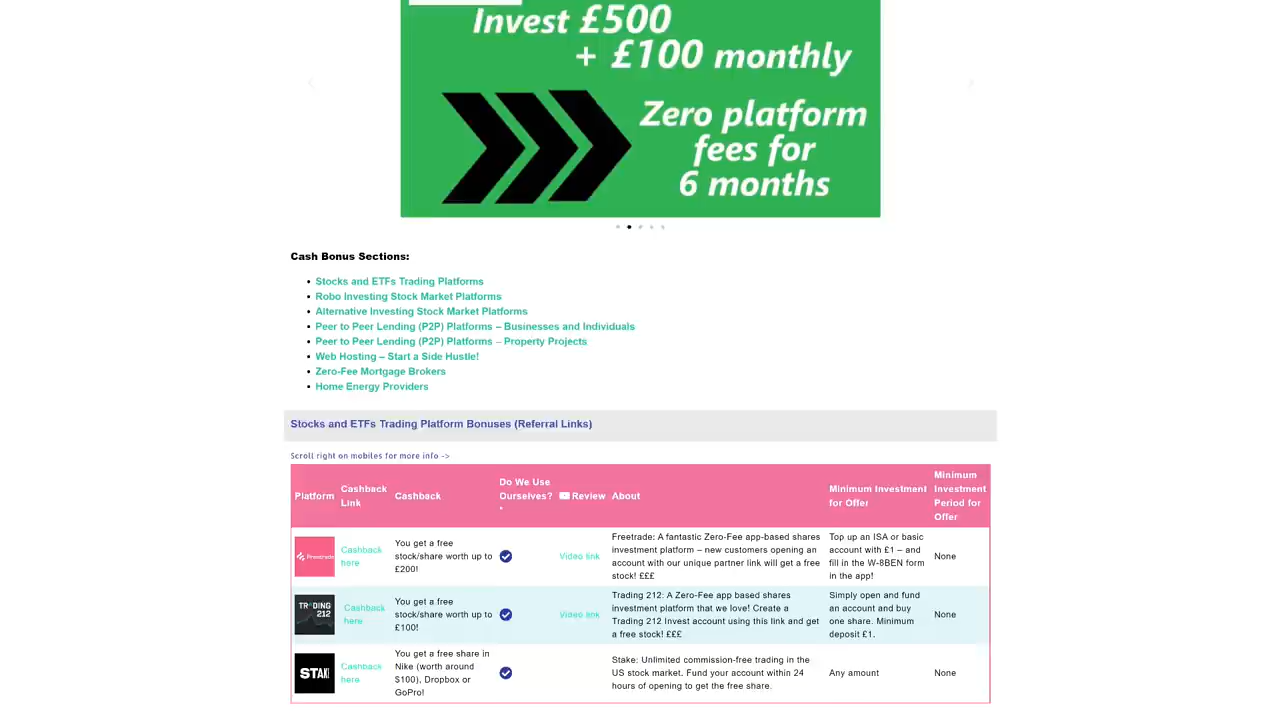 Invest £500
+ £100 monthly
Zero platform
fees for
6 months
Cash Bonus Sections:
• Stocks and ETFs Trading Platforms
• Robo Investing Stock Market Platforms
• Alternative Investing Stock Market Platforms
• Peer to Peer Lending (P2P) Platforms – Businesses and Individuals
• Peer to Peer Lending (P2P) Platforms – Property Projects
• Web Hosting – Start a Side Hustle!
• Zero-Fee Mortgage Brokers
• Home Energy Providers
Stocks and ETFs Trading Platform Bonuses (Referral Links)
Scroll right on mobiles for more info ->
Platform
Cashback
Link
Cashback
Do We Use
Ourselves?
*
Review
About
Minimum Investment
for Offer
Minimum
Investment
Period for
Offer
Freetrade
Cashback
here
You get a free
stock/share worth up to
£200!
Video link
Freetrade: A fantastic Zero-Fee app-based shares
investment platform – new customers opening an
account with our unique partner link will get a free
stock! £££
Top up an ISA or basic
account with £1 – and
fill in the W-8BEN form
in the app!
None
TRADING
212
Cashback
here
You get a free
stock/share worth up to
£100!
Video link
Trading 212: A Zero-Fee app based shares
investment platform that we love! Create a
Trading 212 Invest account using this link and get
a free stock! £££
Simply open and fund
an account and buy
one share. Minimum
deposit £1.
None
STAK
Cashback
here
You get a free share in
Nike (worth around
$100), Dropbox or
GoPro!
Stake: Unlimited commission-free trading in the
US stock market. Fund your account within 24
hours of opening to get the free share.
Any amount
None